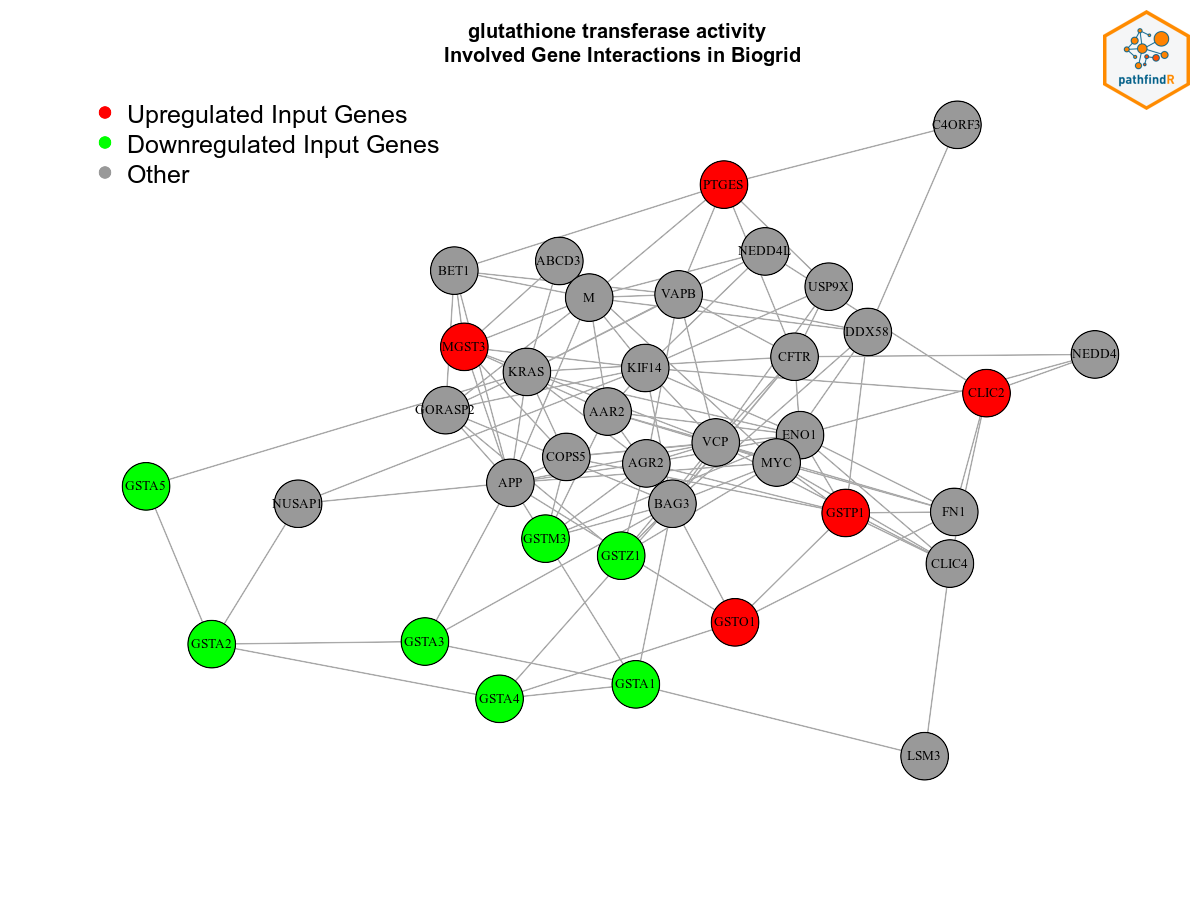 glutathione transferase activity
Involved Gene Interactions in Biogrid
pathfindR
Upregulated Input Genes
Downregulated Input Genes
Other
C4ORF3
PTGES
NEDD4L
ABCD3
BET1
USP9X
VAPB
M
DDX58
MGST3
NEDD4
CFTR
KIF14
KRAS
CLIC2
GORASP2
AAR2
ENO1
VCP
COPS5
AGR2
MYC
APP
GSTA5
NUSAP1
BAG3
FN1
GSTP1
GSTM3
GSTZ1
CLIC4
GSTO1
GSTA3
GSTA2
GSTA1
GSTA4
LSM3